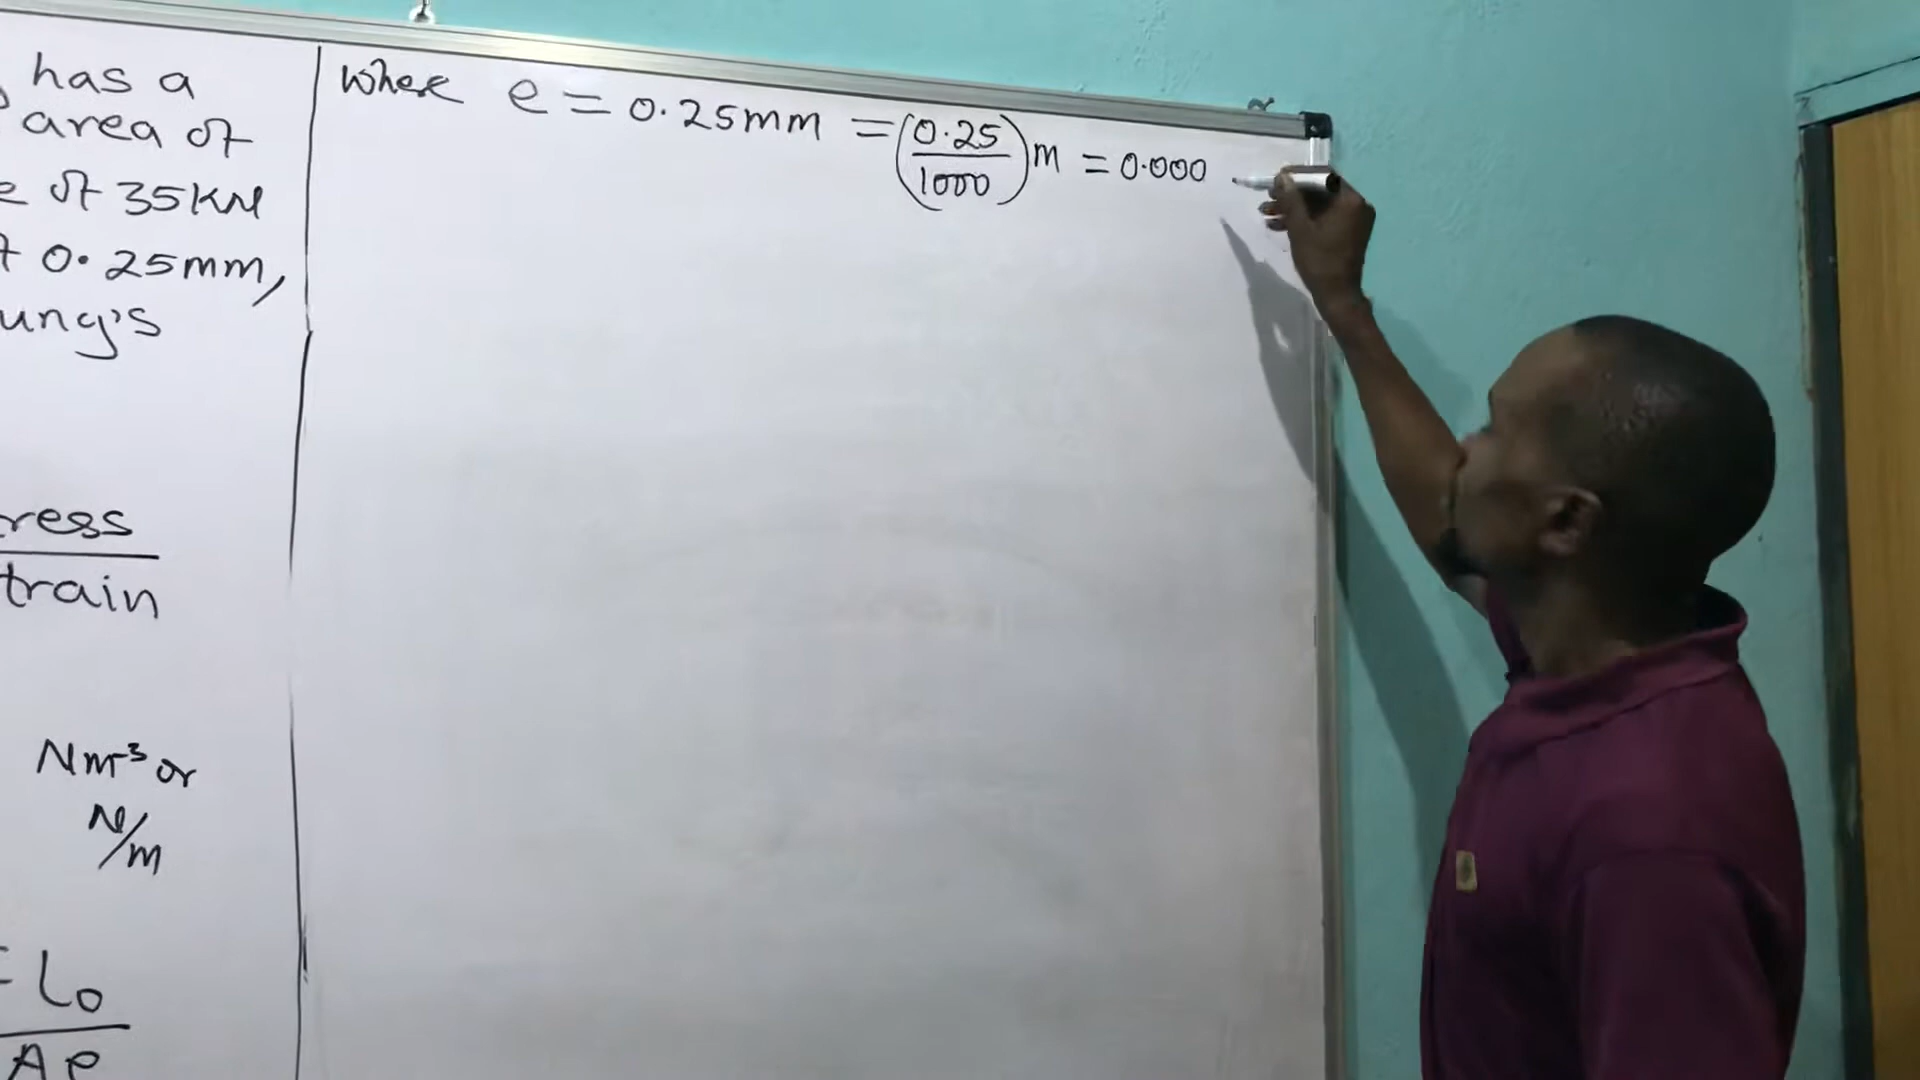 has a
area of
of 35KN
0.25mm,
ung's
ress
train
Nm⁻³ or
N/m
= L₀
Ae
where e = 0.25mm = (0.25/1000)m = 0.000